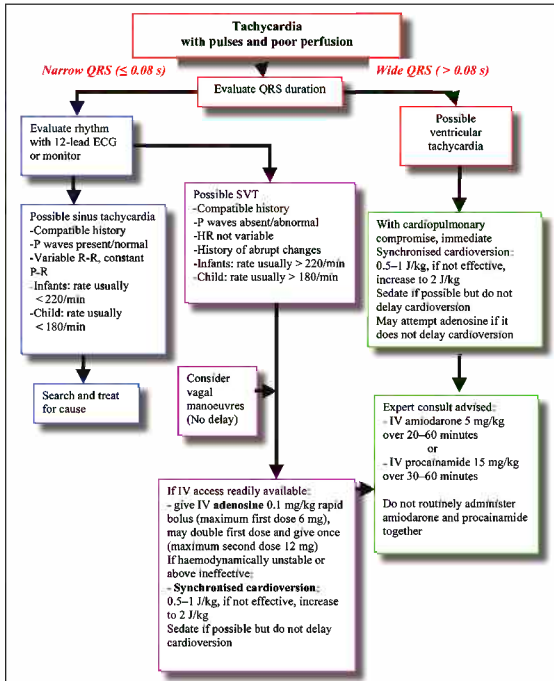 Tachycardia
with pulses and poor perfusion
Narrow QRS (≤ 0.08 s)
Wide QRS (> 0.08 s)
Evaluate QRS duration
Evaluate rhythm
with 12-lead ECG
or monitor
Possible
ventricular
tachycardia
Possible sinus tachycardia
-Compatible history
-P waves present/normal
-Variable R-R, constant
P-R
-Infants: rate usually
<220/min
-Child: rate usually
<180/min
Possible SVT
-Compatible history
-P waves absent/abnormal
-HR not variable
-History of abrupt changes
-Infants: rate usually > 220/min
-Child: rate usually > 180/min
With cardiopulmonary
compromise, immediate
Synchronised cardioversion:
0.5–1 J/kg, if not effective,
increase to 2 J/kg
Sedate if possible but do not
delay cardioversion
May attempt adenosine if it
does not delay cardioversion
Search and treat
for cause
Consider
vagal
manoeuvres
(No delay)
Expert consult advised:
- IV amiodarone 5 mg/kg
over 20–60 minutes
or
- IV procainamide 15 mg/kg
over 30–60 minutes
Do not routinely administer
amiodarone and procainamide
together
If IV access readily available:
- give IV adenosine 0.1 mg/kg rapid
bolus (maximum first dose 6 mg),
may double first dose and give once
(maximum second dose 12 mg)
If haemodynamically unstable or
above ineffective:
- Synchronised cardioversion:
0.5–1 J/kg, if not effective, increase
to 2 J/kg
Sedate if possible but do not delay
cardioversion